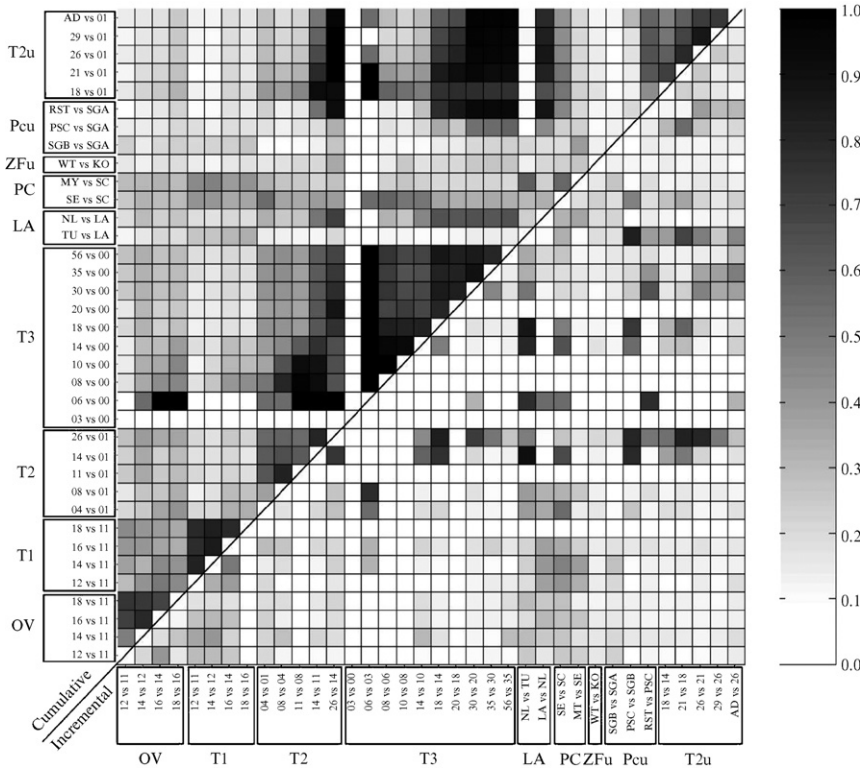 T2u
AD vs 01
29 vs 01
26 vs 01
21 vs 01
18 vs 01
Pcu
RST vs SGA
PSC vs SGA
SGB vs SGA
ZFu
WT vs KO
PC
MY vs SC
SE vs SC
LA
NL vs LA
TU vs LA
T3
56 vs 00
35 vs 00
30 vs 00
20 vs 00
18 vs 00
14 vs 00
10 vs 00
08 vs 00
06 vs 00
03 vs 00
T2
26 vs 01
14 vs 01
11 vs 01
08 vs 01
04 vs 01
T1
18 vs 11
16 vs 11
14 vs 11
12 vs 11
OV
18 vs 11
16 vs 11
14 vs 11
12 vs 11
Cumulative
Incremental
12 vs 11
14 vs 12
16 vs 14
18 vs 16
12 vs 11
14 vs 12
16 vs 14
18 vs 16
04 vs 01
08 vs 04
11 vs 08
14 vs 11
26 vs 14
03 vs 00
06 vs 03
08 vs 06
10 vs 08
14 vs 10
18 vs 14
20 vs 18
30 vs 20
35 vs 30
56 vs 35
NL vs TU
LA vs NL
SE vs SC
MT vs SE
WT vs KO
SGB vs SGA
PSC vs SGB
RST vs PSC
18 vs 14
21 vs 18
26 vs 21
29 vs 26
AD vs 26
OV
T1
T2
T3
LA
PC
ZFu
Pcu
T2u
1.0
0.9
0.8
0.7
0.6
0.5
0.4
0.3
0.2
0.1
0.0